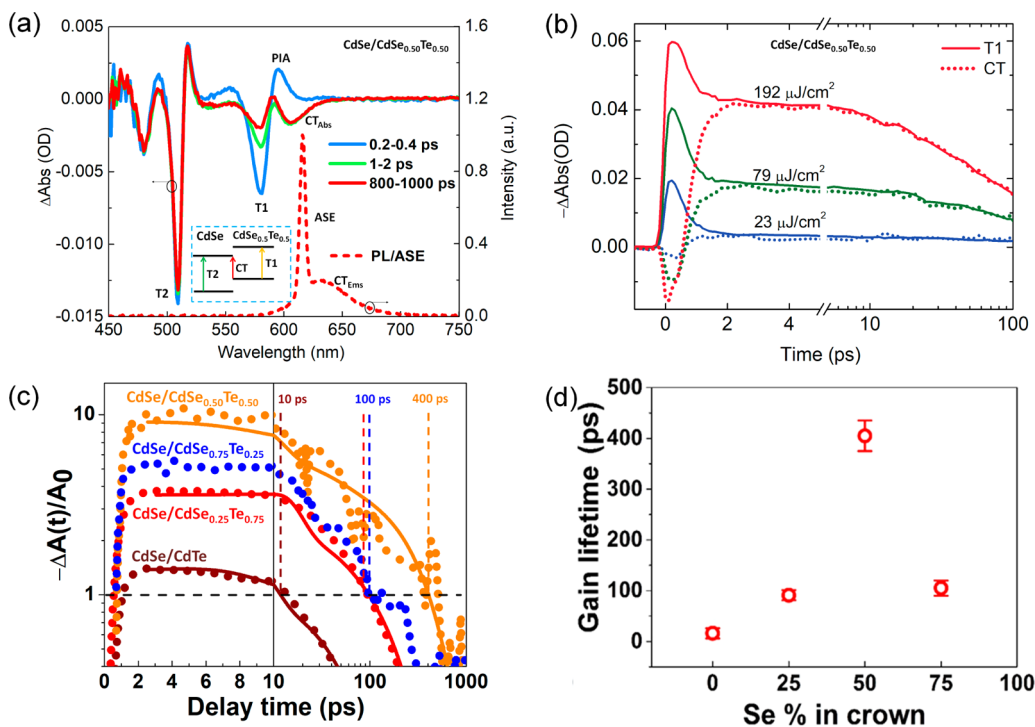 (a)
0.005
0.000
-0.005
-0.010
-0.015
ΔAbs (OD)
450 500 550 600 650 700 750
Wavelength (nm)
1.6
1.2
0.8
0.4
0.0
Intensity (a.u.)
CdSe/CdSe0.50Te0.50
PIA
CTAbs
0.2-0.4 ps
1-2 ps
800-1000 ps
T1
ASE
CdSe CdSe0.5Te0.5
T2 CT T1
T2
PL/ASE
CTEms
(b)
0.06
0.04
0.02
0.00
−ΔAbs(OD)
CdSe/CdSe0.50Te0.50
T1
CT
192 μJ/cm2
79 μJ/cm2
23 μJ/cm2
0 2 4 10 100
Time (ps)
(c)
10
1
−ΔA(t)/A0
CdSe/CdSe0.50Te0.50
10 ps 100 ps 400 ps
CdSe/CdSe0.75Te0.25
CdSe/CdSe0.25Te0.75
CdSe/CdTe
0 2 4 6 8 10 100 1000
Delay time (ps)
(d)
500
400
300
200
100
0
Gain lifetime (ps)
0 25 50 75 100
Se % in crown